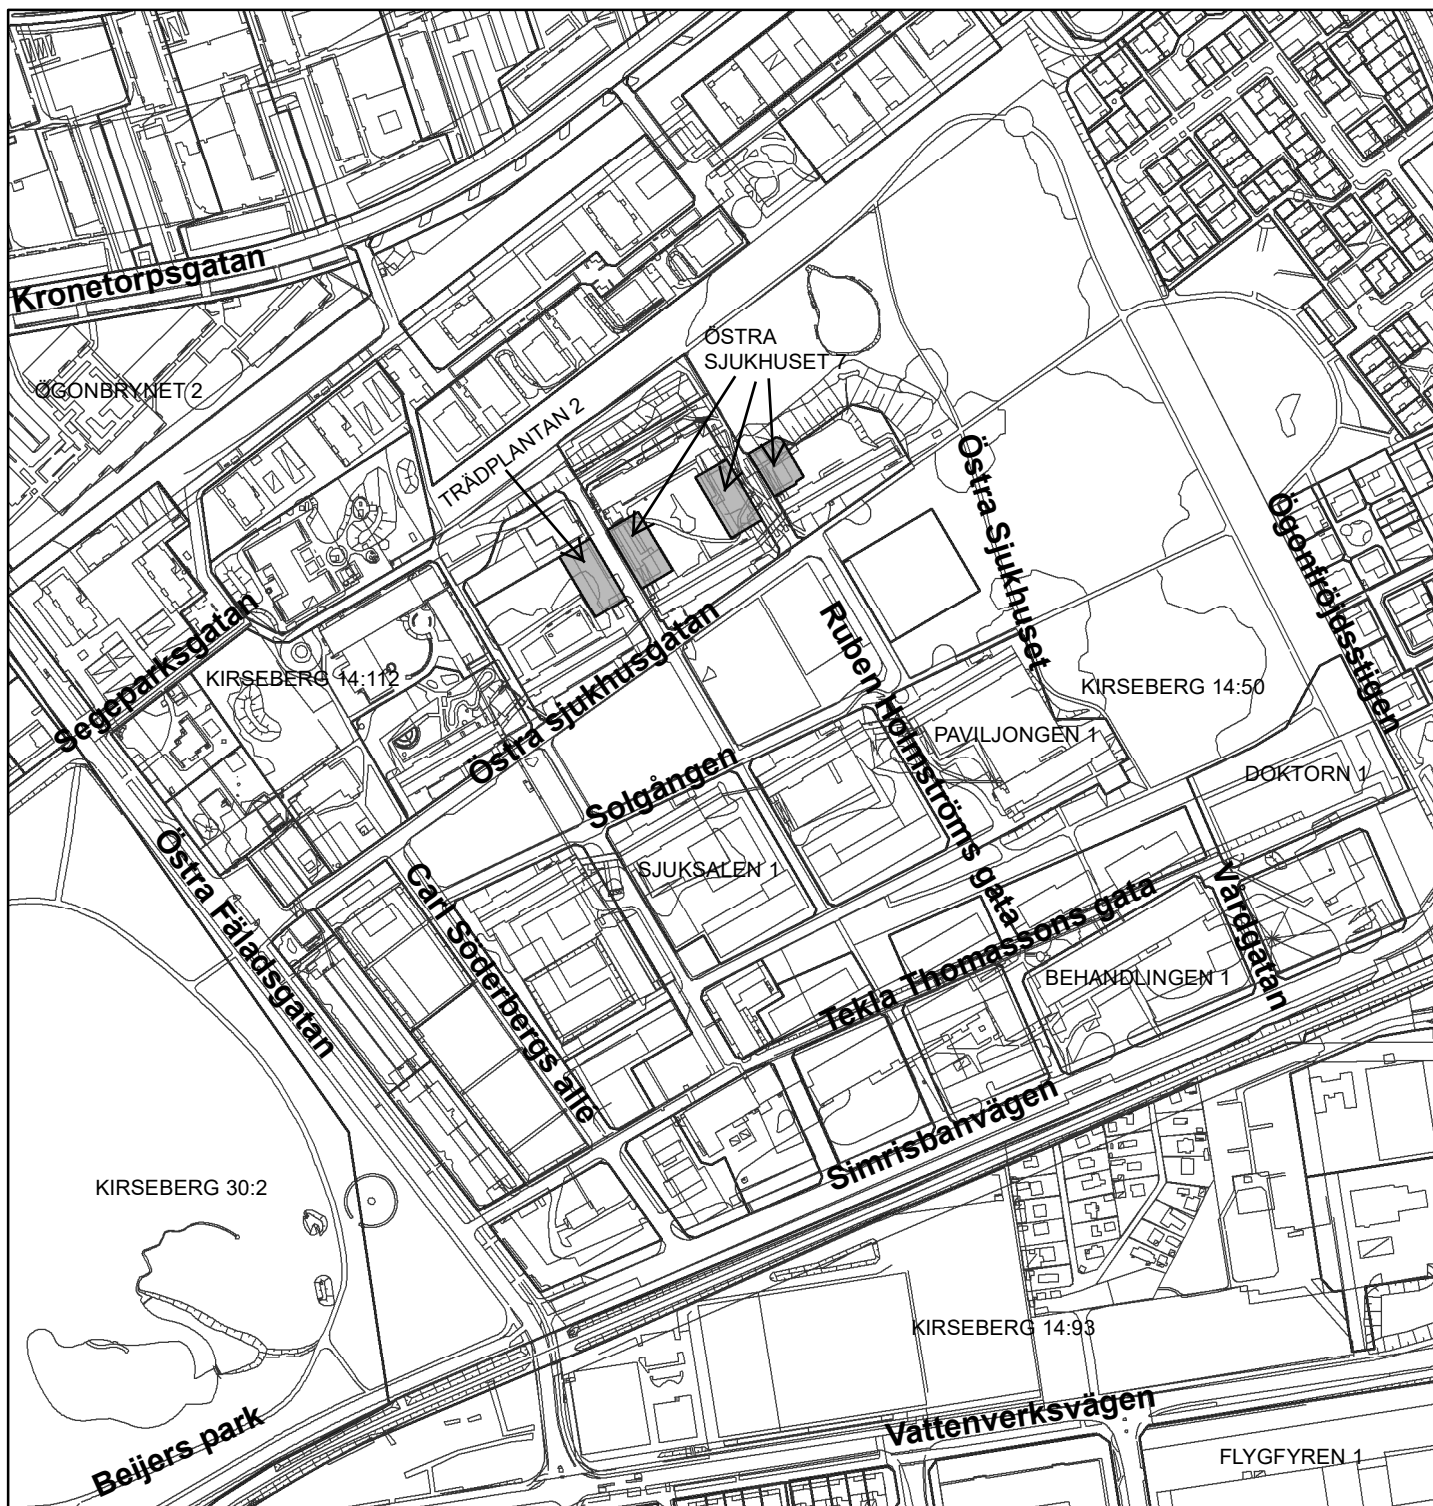 Kronetorpsgatan
ÖSTRA
SJUKHUSET 7
ÖGONBRYNET 2
TRÄDPLANTAN 2
Östra Sjukhuset
Ögonfröjdsstigen
Segeparksgatan
KIRSEBERG 14:112
Östra sjukhusgatan
Ruben Holmströms gata
KIRSEBERG 14:50
PAVILJONGEN 1
DOKTORN 1
Solgången
Östra Fäladsgatan
Carl Söderbergs allé
SJUKSALEN 1
Vårdgatan
Tekla Thomassons gata
BEHANDLINGEN 1
Simrisbanvägen
KIRSEBERG 30:2
KIRSEBERG 14:93
Vattenverksvägen
Beijers park
FLYGFYREN 1